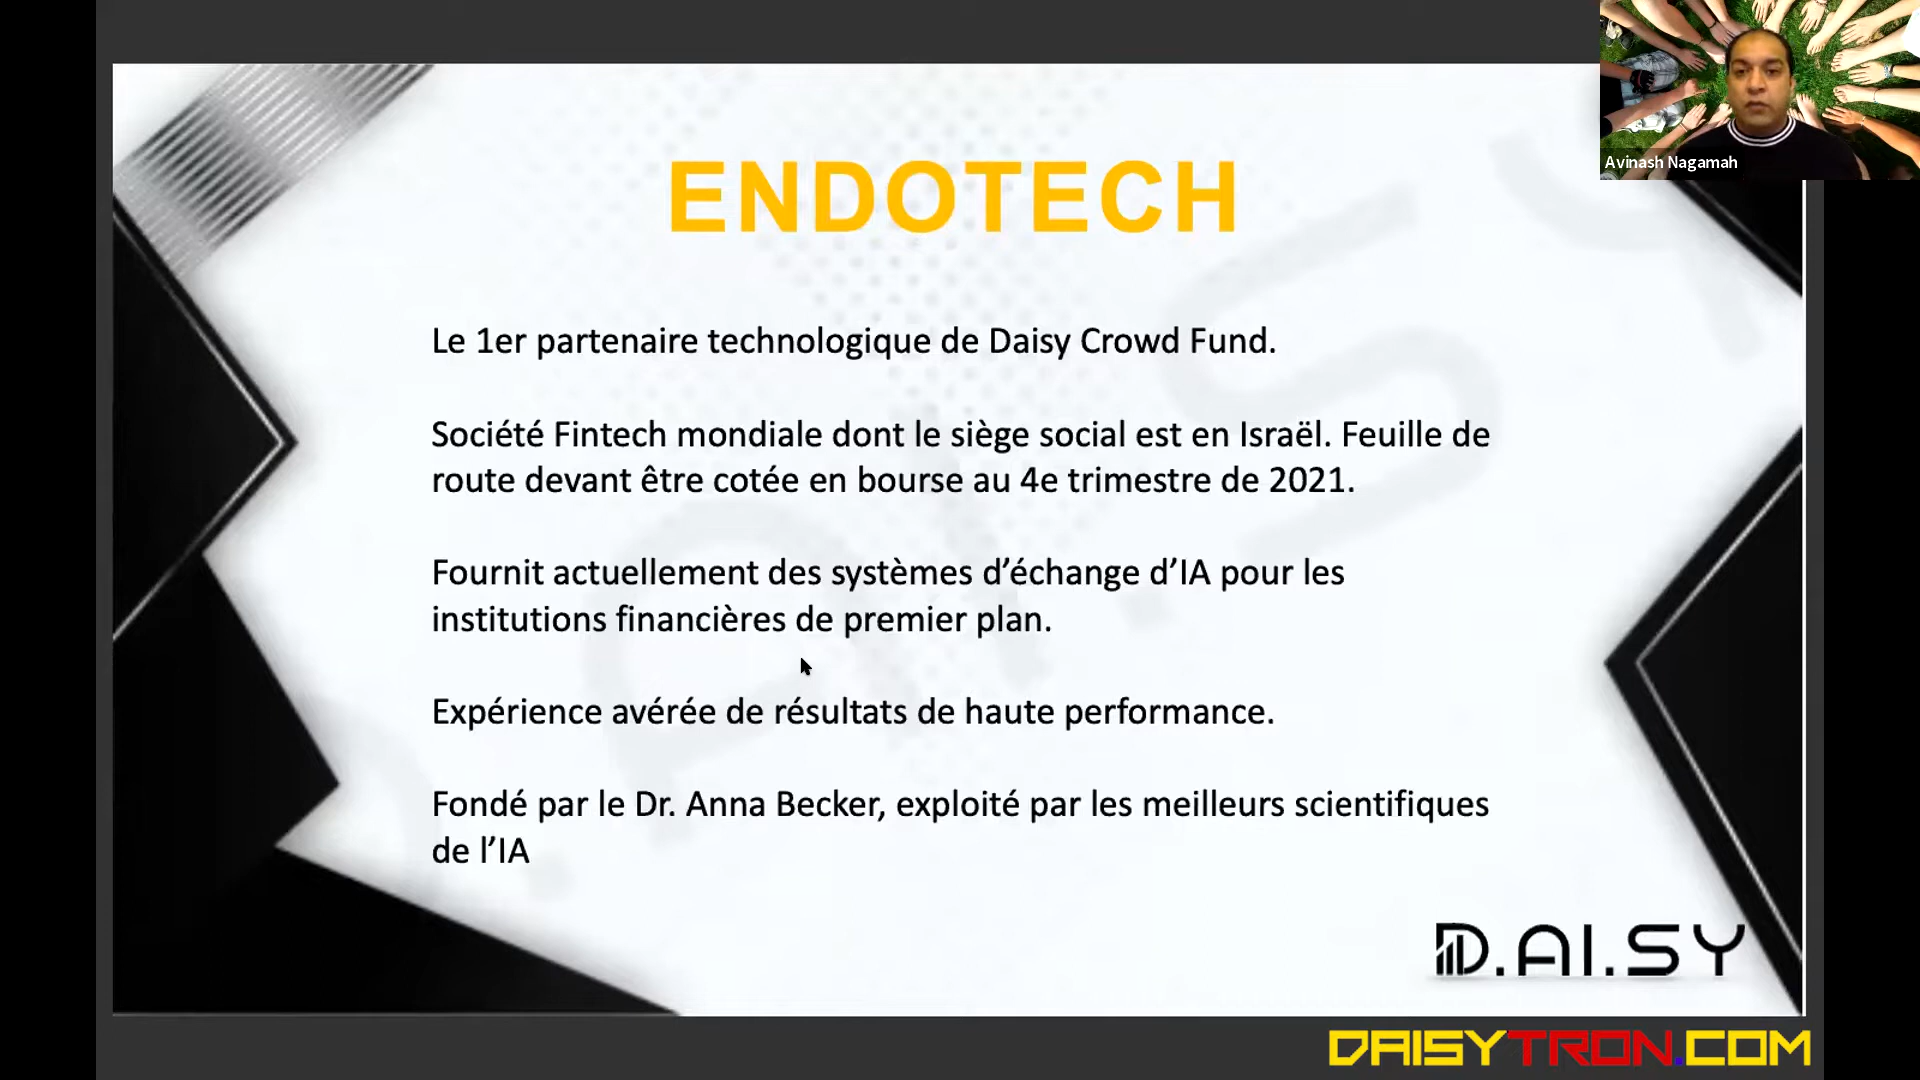 Avinash Nagamah
ENDOTECH
Le 1er partenaire technologique de Daisy Crowd Fund.
Société Fintech mondiale dont le siège social est en Israël. Feuille de
route devant être cotée en bourse au 4e trimestre de 2021.
Fournit actuellement des systèmes d’échange d’IA pour les
institutions financières de premier plan.
Expérience avérée de résultats de haute performance.
Fondé par le Dr. Anna Becker, exploité par les meilleurs scientifiques
de l’IA
D.AI.SY
DAISYTRON.COM